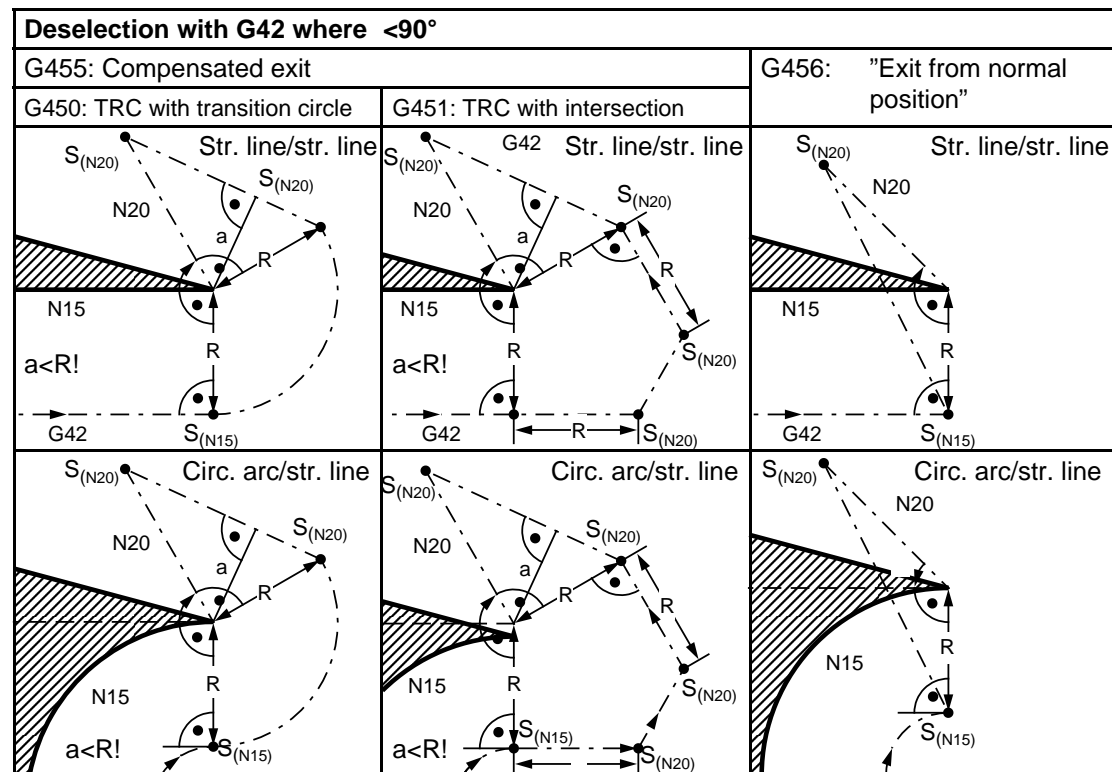 Deselection with G42 where <90°
G455: Compensated exit
G456: ”Exit from normal
position”
G450: TRC with transition circle
G451: TRC with intersection
Str. line/str. line
S(N20)
S(N20)
N20
a
R
N15
R
a<R!
G42
S(N15)
G42
Str. line/str. line
S(N20)
S(N20)
N20
a
R
R
N15
R
S(N20)
a<R!
G42
R
S(N20)
Str. line/str. line
S(N20)
N20
N15
R
G42
S(N15)
Circ. arc/str. line
S(N20)
S(N20)
N20
a
R
N15
R
a<R!
S(N15)
Circ. arc/str. line
S(N20)
S(N20)
N20
a
R
R
N15
R
S(N20)
S(N15)
a<R!
S(N20)
Circ. arc/str. line
S(N20)
N20
N15
R
S(N15)